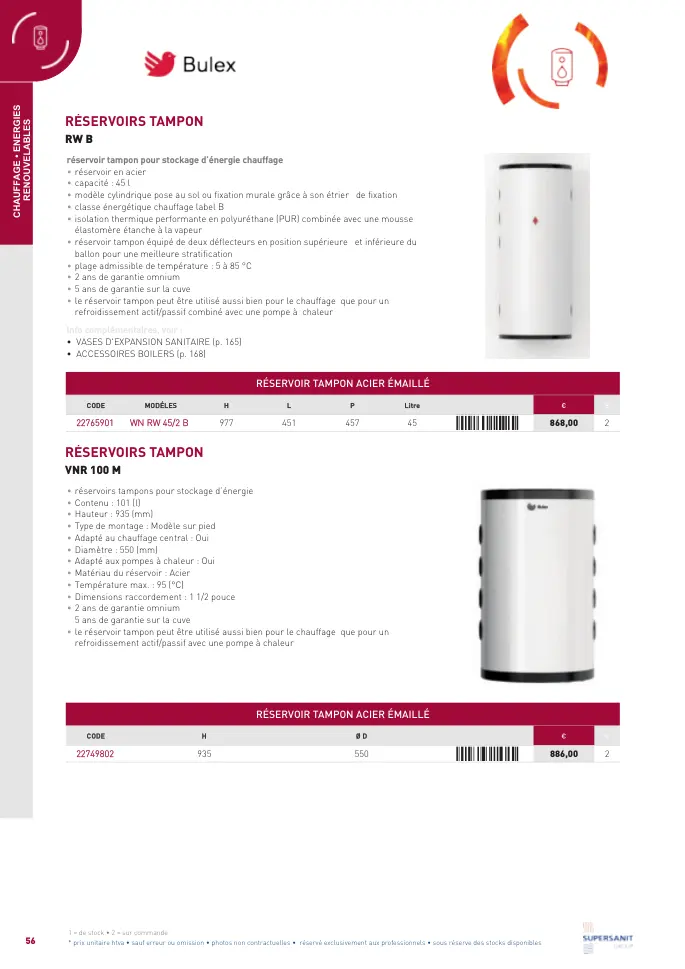 Bulex
CHAUFFAGE • ENERGIES
RENOUVELABLES
RÉSERVOIRS TAMPON
RW B
réservoir tampon pour stockage d'énergie chauffage
• réservoir en acier
• capacité : 45 l
• modèle cylindrique pose au sol ou fixation murale grâce à son étrier de fixation
• classe énergétique chauffage label B
• isolation thermique performante en polyuréthane (PUR) combinée avec une mousse
élastomère étanche à la vapeur
• réservoir tampon équipé de deux déflecteurs en position supérieure et inférieure du
ballon pour une meilleure stratification
• plage admissible de température : 5 à 85 °C
• 2 ans de garantie omnium
• 5 ans de garantie sur la cuve
• le réservoir tampon peut être utilisé aussi bien pour le chauffage que pour un
refroidissement actif/passif combiné avec une pompe à chaleur
Info complémentaires, voir :
• VASES D'EXPANSION SANITAIRE (p. 165)
• ACCESSOIRES BOILERS (p. 168)
RÉSERVOIR TAMPON ACIER ÉMAILLÉ
CODE MODÈLES H L P Litre €
22765901 WN RW 45/2 B 977 451 457 45 868,00 2
RÉSERVOIRS TAMPON
VNR 100 M
• réservoirs tampons pour stockage d'énergie
• Contenu : 101 (l)
• Hauteur : 935 (mm)
• Type de montage : Modèle sur pied
• Adapté au chauffage central : Oui
• Diamètre : 550 (mm)
• Adapté aux pompes à chaleur : Oui
• Matériau du réservoir : Acier
• Température max. : 95 (°C)
• Dimensions raccordement : 1 1/2 pouce
• 2 ans de garantie omnium
5 ans de garantie sur la cuve
• le réservoir tampon peut être utilisé aussi bien pour le chauffage que pour un
refroidissement actif/passif avec une pompe à chaleur
Bulex
RÉSERVOIR TAMPON ACIER ÉMAILLÉ
CODE H Ø D €
22749802 935 550 886,00 2
1 = de stock • 2 = sur commande
56
* prix unitaire htva • sauf erreur ou omission • photos non contractuelles • réservé exclusivement aux professionnels • sous réserve des stocks disponibles
SUPERSANIT
GROUP